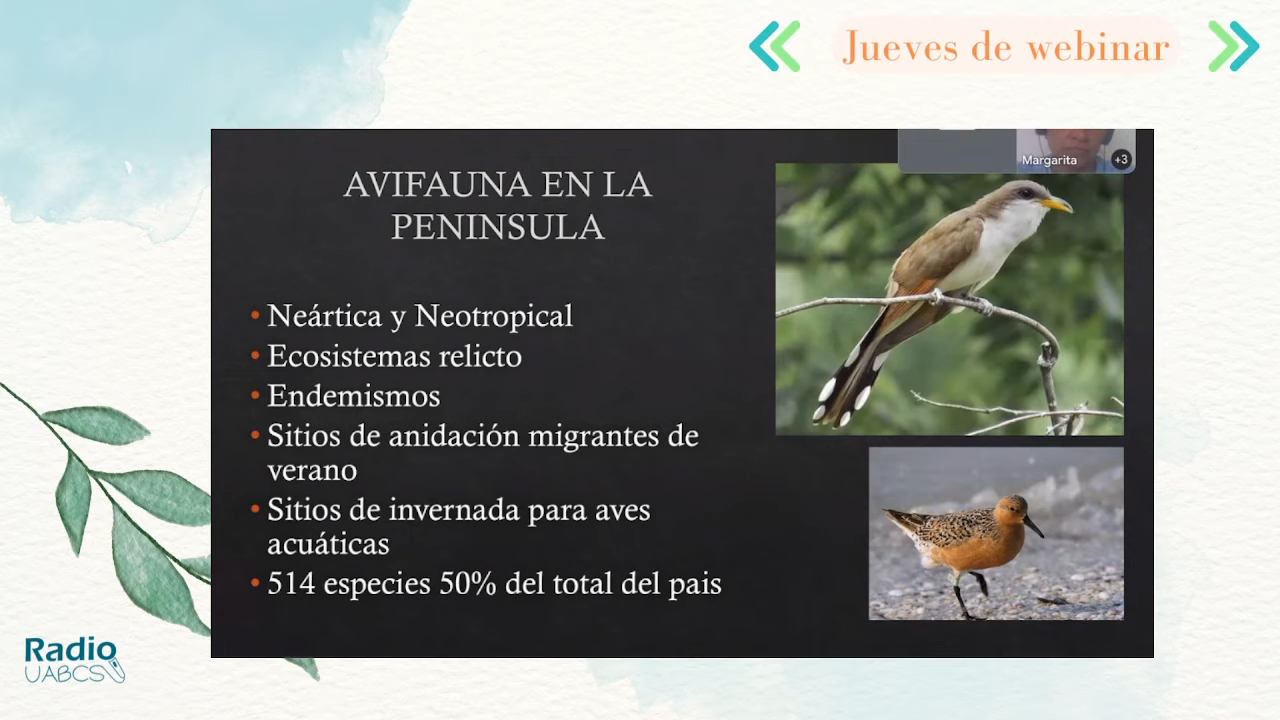 Jueves de webinar
Margarita
+3
AVIFAUNA EN LA
PENINSULA
• Neártica y Neotropical
• Ecosistemas relicto
• Endemismos
• Sitios de anidación migrantes de
verano
• Sitios de invernada para aves
acuáticas
• 514 especies 50% del total del pais
Radio
UABCS